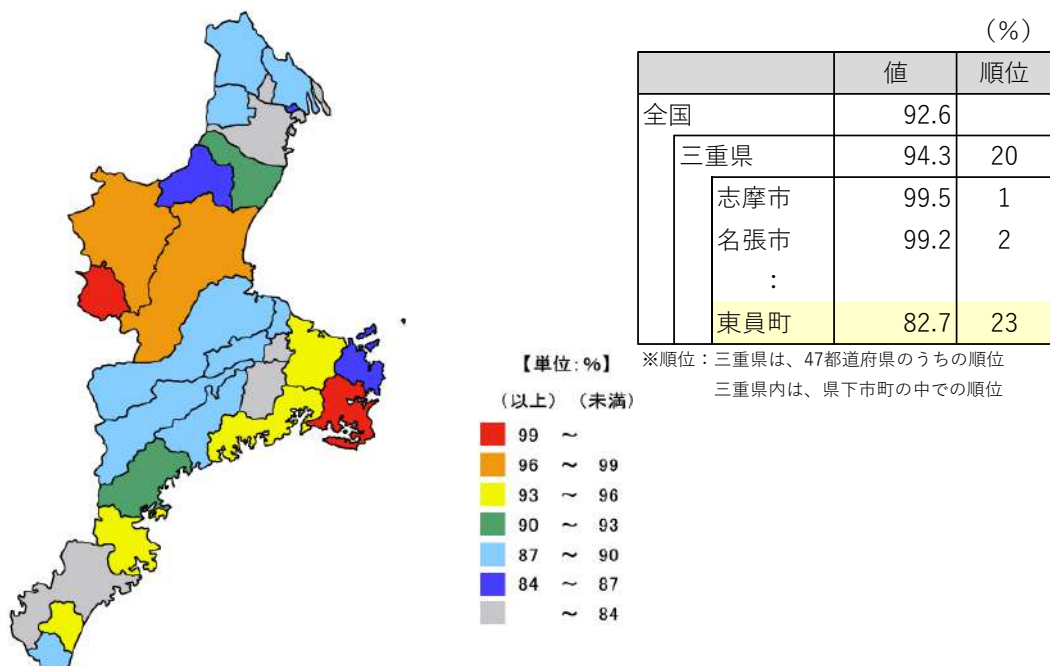 (%)
値 順位
全国 92.6
三重県 94.3 20
志摩市 99.5 1
名張市 99.2 2
:
東員町 82.7 23
※順位：三重県は、47都道府県のうちの順位
三重県内は、県下市町の中での順位
【単位:%】
(以上) (未満)
99 ～
96 ～ 99
93 ～ 96
90 ～ 93
87 ～ 90
84 ～ 87
～ 84